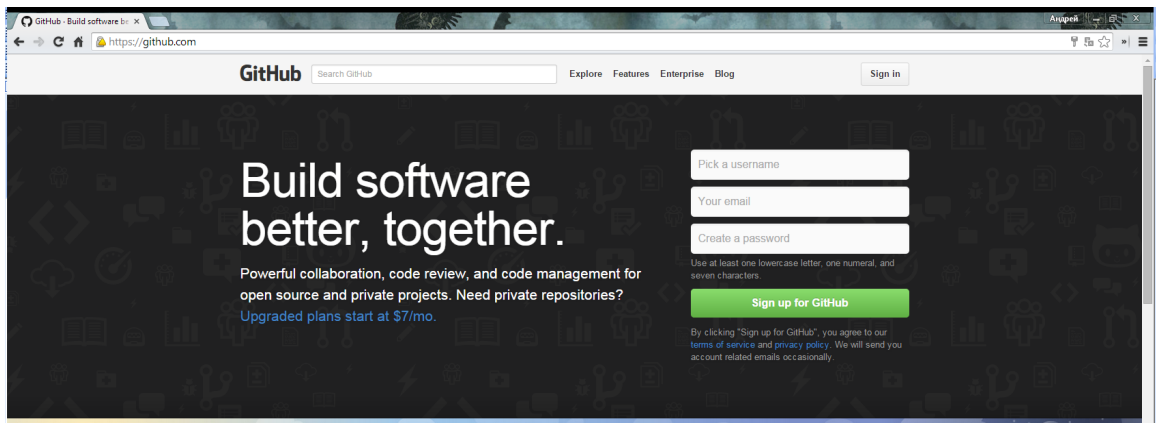 GitHub - Build software be
Андрей
https://github.com
GitHub
Search GitHub
Explore Features Enterprise Blog
Sign in
Build software
better, together.
Powerful collaboration, code review, and code management for
open source and private projects. Need private repositories?
Upgraded plans start at $7/mo.
Pick a username
Your email
Create a password
Use at least one lowercase letter, one numeral, and
seven characters.
Sign up for GitHub
By clicking "Sign up for GitHub", you agree to our
terms of service and privacy policy. We will send you
account related emails occasionally.